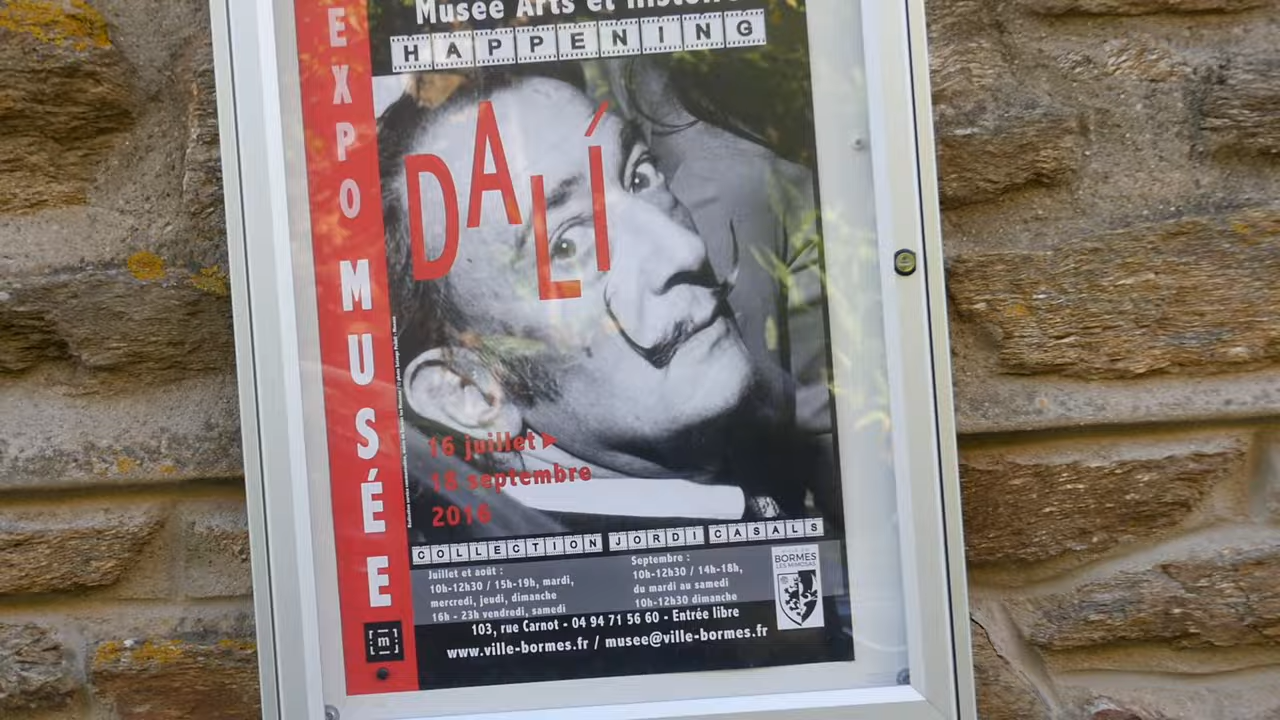 EXPO MUSÉE
Musée Arts et Histoire
HAPPENING
DALÍ
16 juillet ►
18 septembre
2016
COLLECTION JORDI CASALS
Juillet et août :
10h-12h30 / 15h-19h, mardi,
mercredi, jeudi, dimanche
16h - 23h vendredi, samedi
Septembre :
10h-12h30 / 14h-18h,
du mardi au samedi
10h-12h30 dimanche
BORMES
LES MIMOSAS
[m]
103, rue Carnot - 04 94 71 56 60 - Entrée libre
www.ville-bormes.fr / musee@ville-bormes.fr